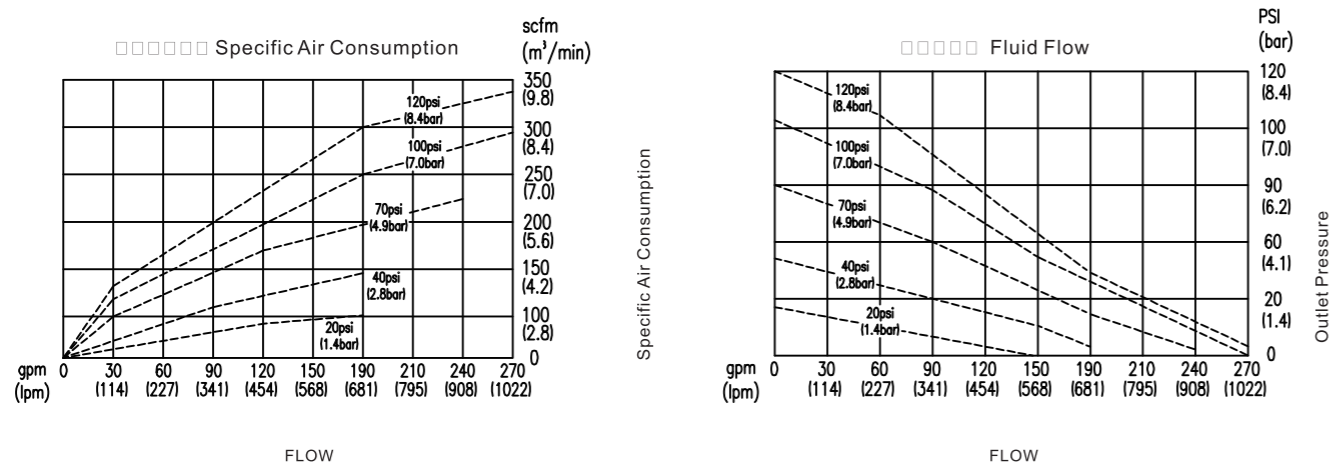 Specific Air Consumption
scfm
(m³/min)
350
(9.8)
300
(8.4)
250
(7.0)
200
(5.6)
150
(4.2)
100
(2.8)
0
120psi
(8.4bar)
100psi
(7.0bar)
70psi
(4.9bar)
40psi
(2.8bar)
20psi
(1.4bar)
gpm 0 30 60 90 120 150 190 210 240 270
(lpm) (114) (227) (341) (454) (568) (681) (795) (908) (1022)
FLOW
Specific Air Consumption
Fluid Flow
PSI
(bar)
120
(8.4)
100
(7.0)
90
(6.2)
60
(4.1)
20
(1.4)
0
120psi
(8.4bar)
100psi
(7.0bar)
70psi
(4.9bar)
40psi
(2.8bar)
20psi
(1.4bar)
gpm 0 30 60 90 120 150 190 210 240 270
(lpm) (114) (227) (341) (454) (568) (681) (795) (908) (1022)
FLOW
Outlet Pressure